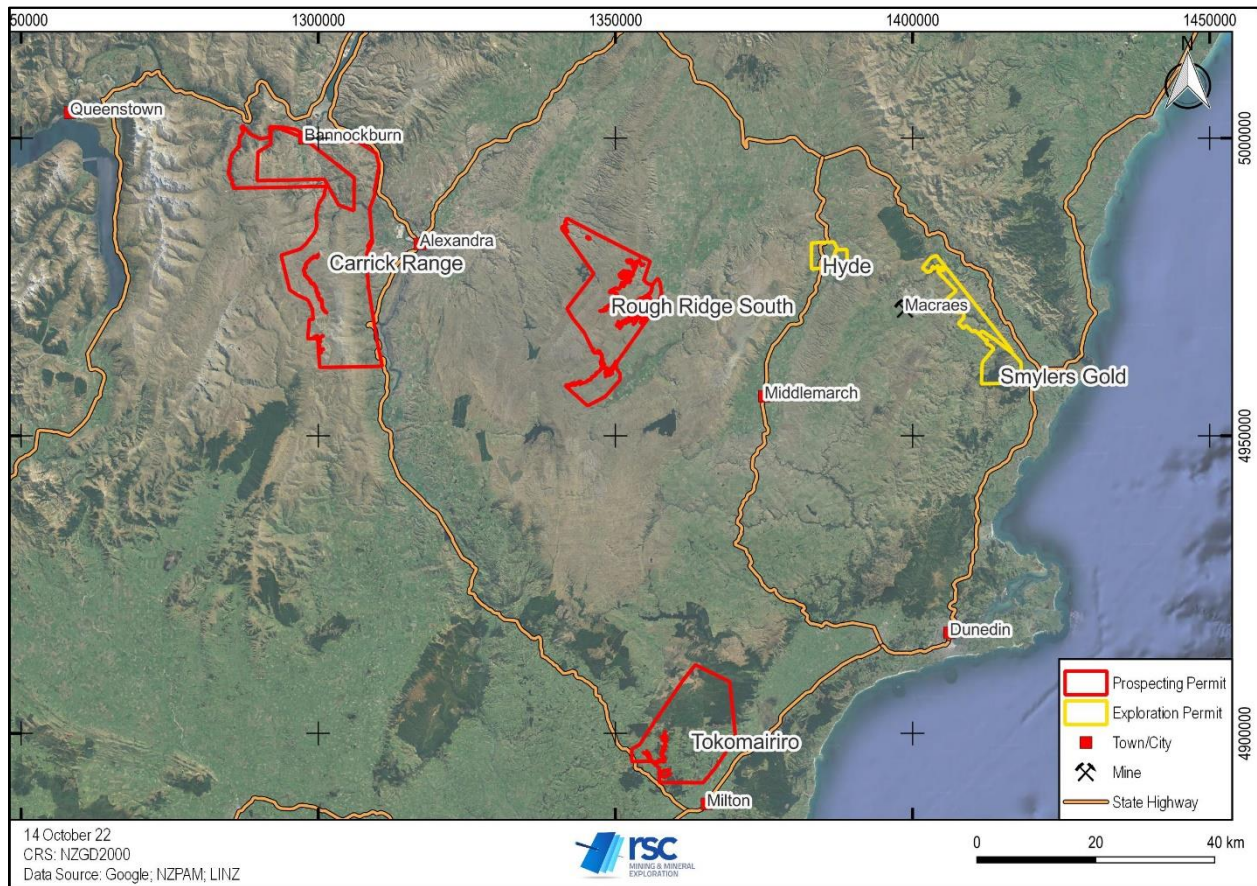 50000
1300000
1350000
1400000
1450000
N
Queenstown
Bannockburn
5000000
Alexandra
Carrick Range
Hyde
Rough Ridge South
Macraes
Smylers Gold
Middlemarch
4950000
Dunedin
Tokomairiro
4900000
Milton
Prospecting Permit
Exploration Permit
Town/City
Mine
State Highway
14 October 22
CRS: NZGD2000
Data Source: Google; NZPAM; LINZ
rsc
MINING & MINERAL
EXPLORATION
0 20 40 km